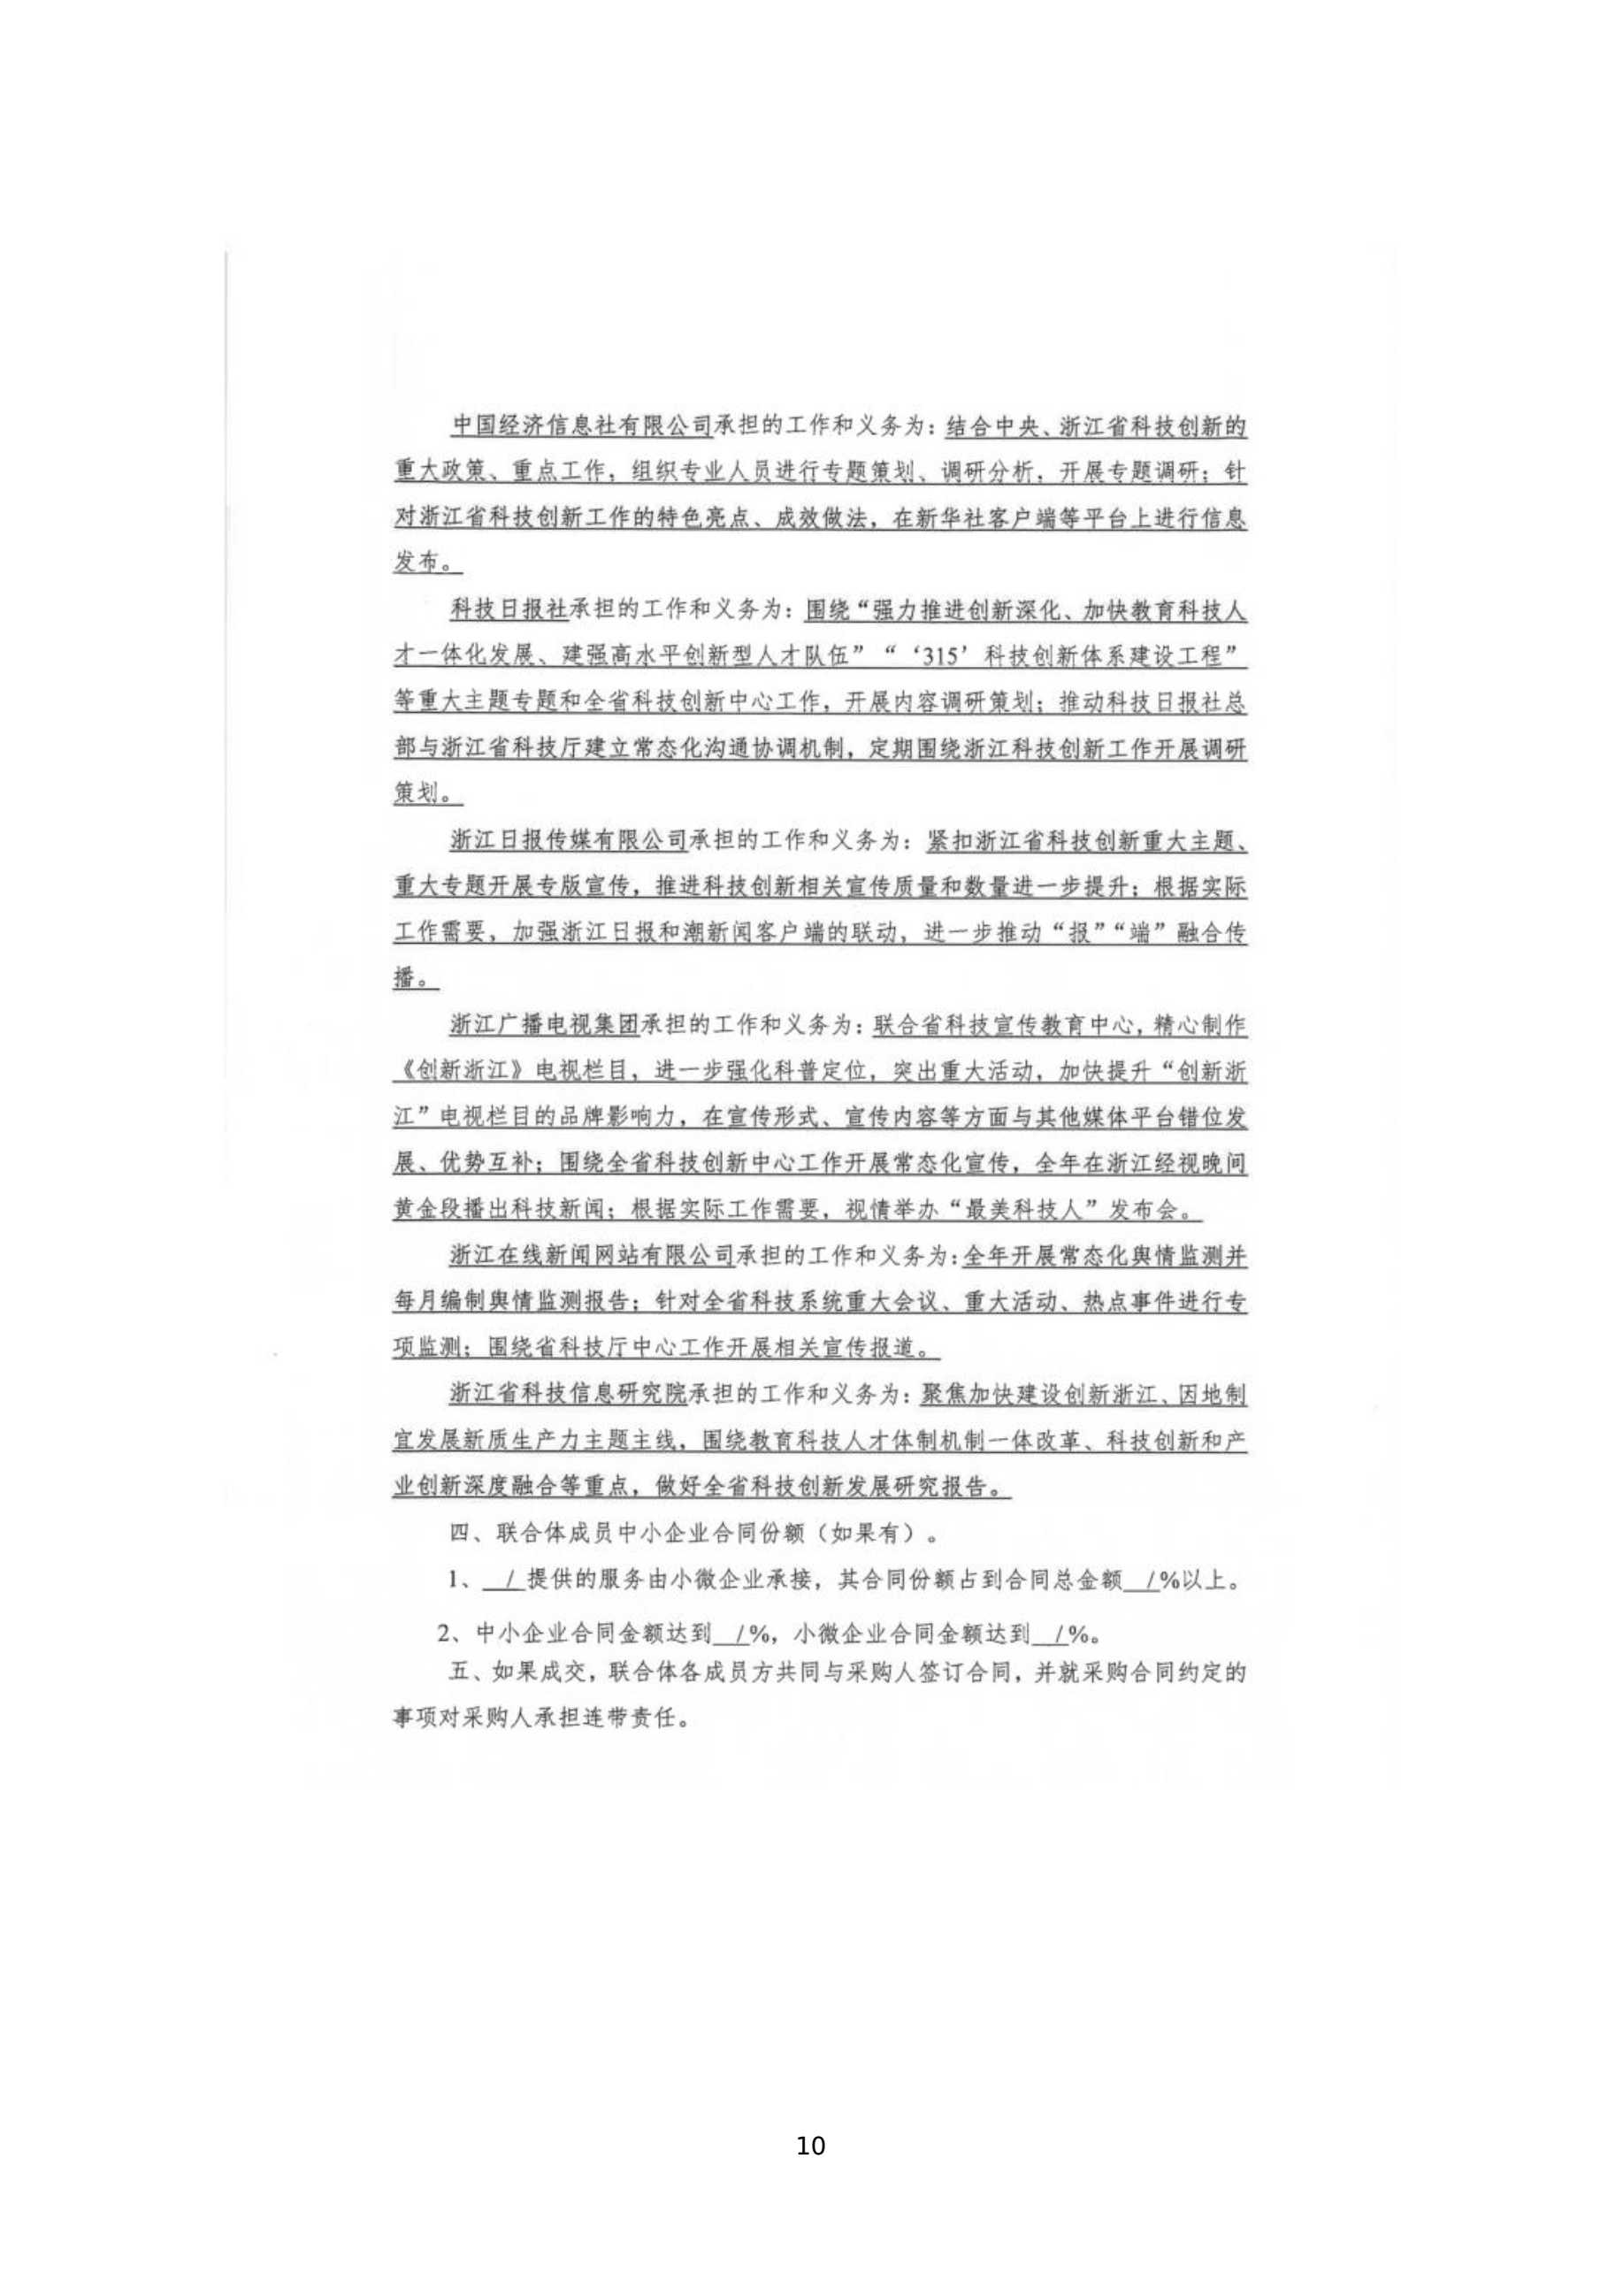 中国经济信息社有限公司承担的工作和义务为：结合中央、浙江省科技创新的
重大政策、重点工作，组织专业人员进行专题策划、调研分析，开展专题调研；针
对浙江省科技创新工作的特色亮点、成效做法，在新华社客户端等平台上进行信息
发布。
科技日报社承担的工作和义务为：围绕“强力推进创新深化、加快教育科技人
才一体化发展、建强高水平创新型人才队伍”“‘315’科技创新体系建设工程”
等重大主题专题和全省科技创新中心工作，开展内容调研策划；推动科技日报社总
部与浙江省科技厅建立常态化沟通协调机制，定期围绕浙江科技创新工作开展调研
策划。
浙江日报传媒有限公司承担的工作和义务为：紧扣浙江省科技创新重大主题、
重大专题开展专版宣传，推进科技创新相关宣传质量和数量进一步提升；根据实际
工作需要，加强浙江日报和潮新闻客户端的联动，进一步推动“报”“端”融合传
播。
浙江广播电视集团承担的工作和义务为：联合省科技宣传教育中心，精心制作
《创新浙江》电视栏目，进一步强化科普定位，突出重大活动，加快提升“创新浙
江”电视栏目的品牌影响力，在宣传形式、宣传内容等方面与其他媒体平台错位发
展、优势互补；围绕全省科技创新中心工作开展常态化宣传，全年在浙江经视晚间
黄金段播出科技新闻；根据实际工作需要，视情举办“最美科技人”发布会。
浙江在线新闻网站有限公司承担的工作和义务为：全年开展常态化舆情监测并
每月编制舆情监测报告；针对全省科技系统重大会议、重大活动、热点事件进行专
项监测；围绕省科技厅中心工作开展相关宣传报道。
浙江省科技信息研究院承担的工作和义务为：聚焦加快建设创新浙江、因地制
宜发展新质生产力主题主线，围绕教育科技人才体制机制一体改革、科技创新和产
业创新深度融合等重点，做好全省科技创新发展研究报告。
四、联合体成员中小企业合同份额（如果有）。
1、__/_提供的服务由小微企业承接，其合同份额占到合同总金额__/%以上。
2、中小企业合同金额达到__/%，小微企业合同金额达到__/%。
五、如果成交，联合体各成员方共同与采购人签订合同，并就采购合同约定的
事项对采购人承担连带责任。
10